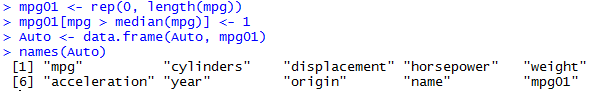 > mpg01 <- rep(0, length(mpg))
> mpg01[mpg > median(mpg)] <- 1
> Auto <- data.frame(Auto, mpg01)
> names(Auto)
 [1] "mpg"          "cylinders"    "displacement" "horsepower"   "weight"
 [6] "acceleration" "year"         "origin"       "name"         "mpg01"